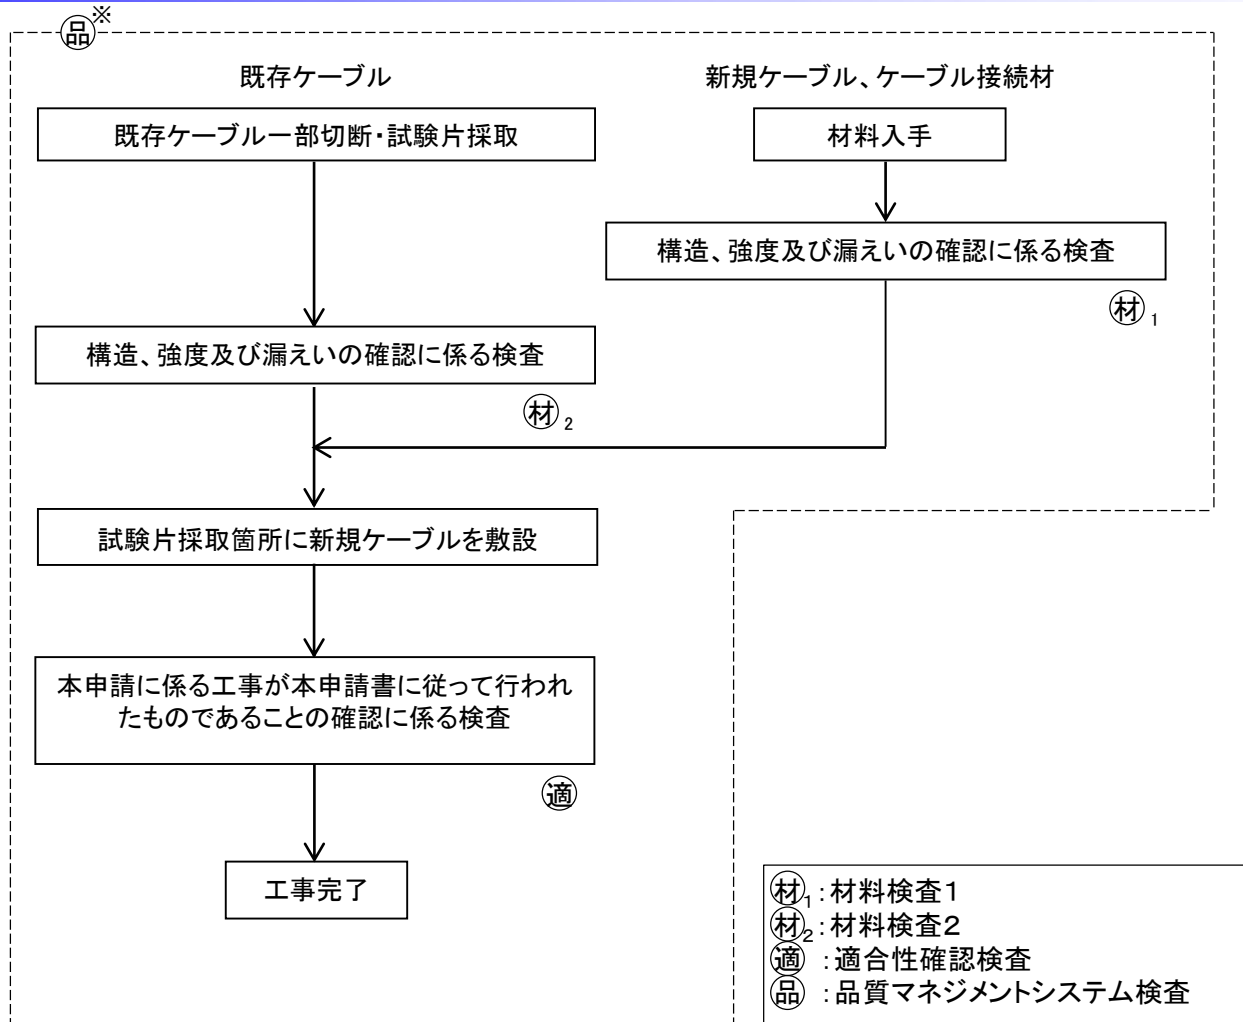 品※
既存ケーブル
新規ケーブル、ケーブル接続材
既存ケーブル一部切断・試験片採取
材料入手
構造、強度及び漏えいの確認に係る検査
材1
構造、強度及び漏えいの確認に係る検査
材2
試験片採取箇所に新規ケーブルを敷設
本申請に係る工事が本申請書に従って行われ
たものであることの確認に係る検査
適
工事完了
材1：材料検査１
材2：材料検査２
適：適合性確認検査
品：品質マネジメントシステム検査